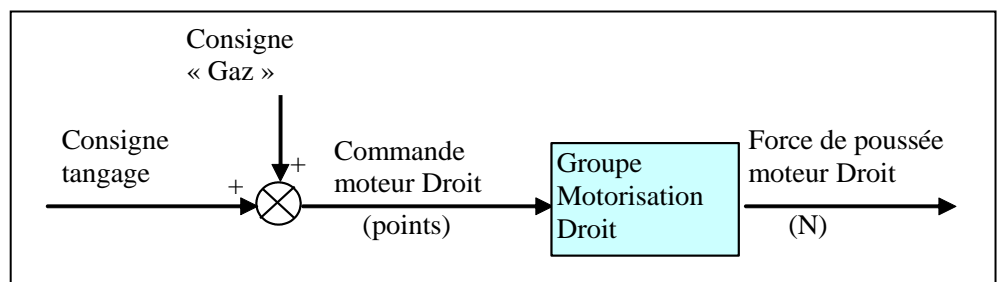 Consigne
« Gaz »
Consigne
tangage
+
+
Commande
moteur Droit
(points)
Groupe
Motorisation
Droit
Force de poussée
moteur Droit
(N)